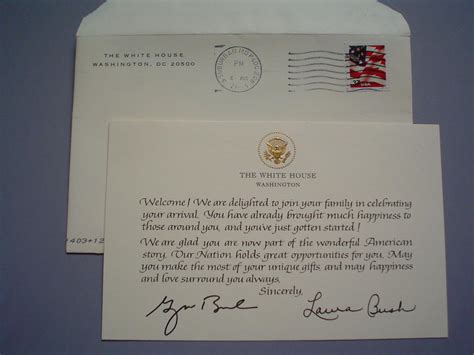 THE WHITE HOUSE
WASHINGTON, DC 20500
SUBURBAN MD
PM
USA
THE WHITE HOUSE
WASHINGTON
Welcome! We are delighted to join your family in celebrating
your arrival. You have already brought much happiness to
those around you, and you've just gotten started!
We are glad you are now part of the wonderful American
story. Our Nation holds great opportunities for you. May
you make the most of your unique gifts, and may happiness
and love surround you always.
Sincerely,
Laura Bush